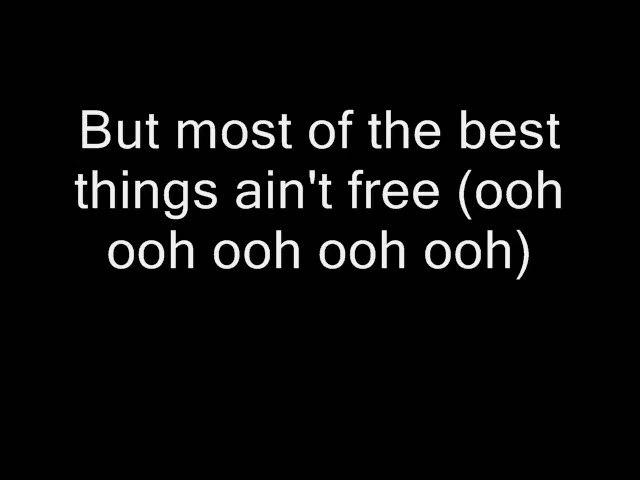 But most of the best
things ain't free (ooh
ooh ooh ooh ooh)